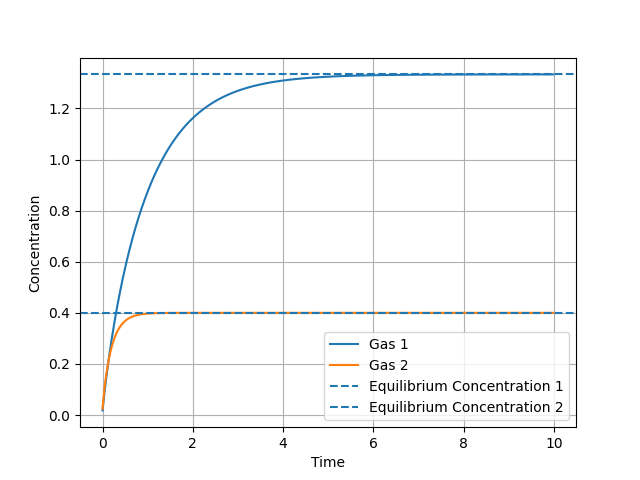 1.2
1.0
0.8
0.6
0.4
0.2
0.0
Concentration
Gas 1
Gas 2
Equilibrium Concentration 1
Equilibrium Concentration 2
0 2 4 6 8 10
Time